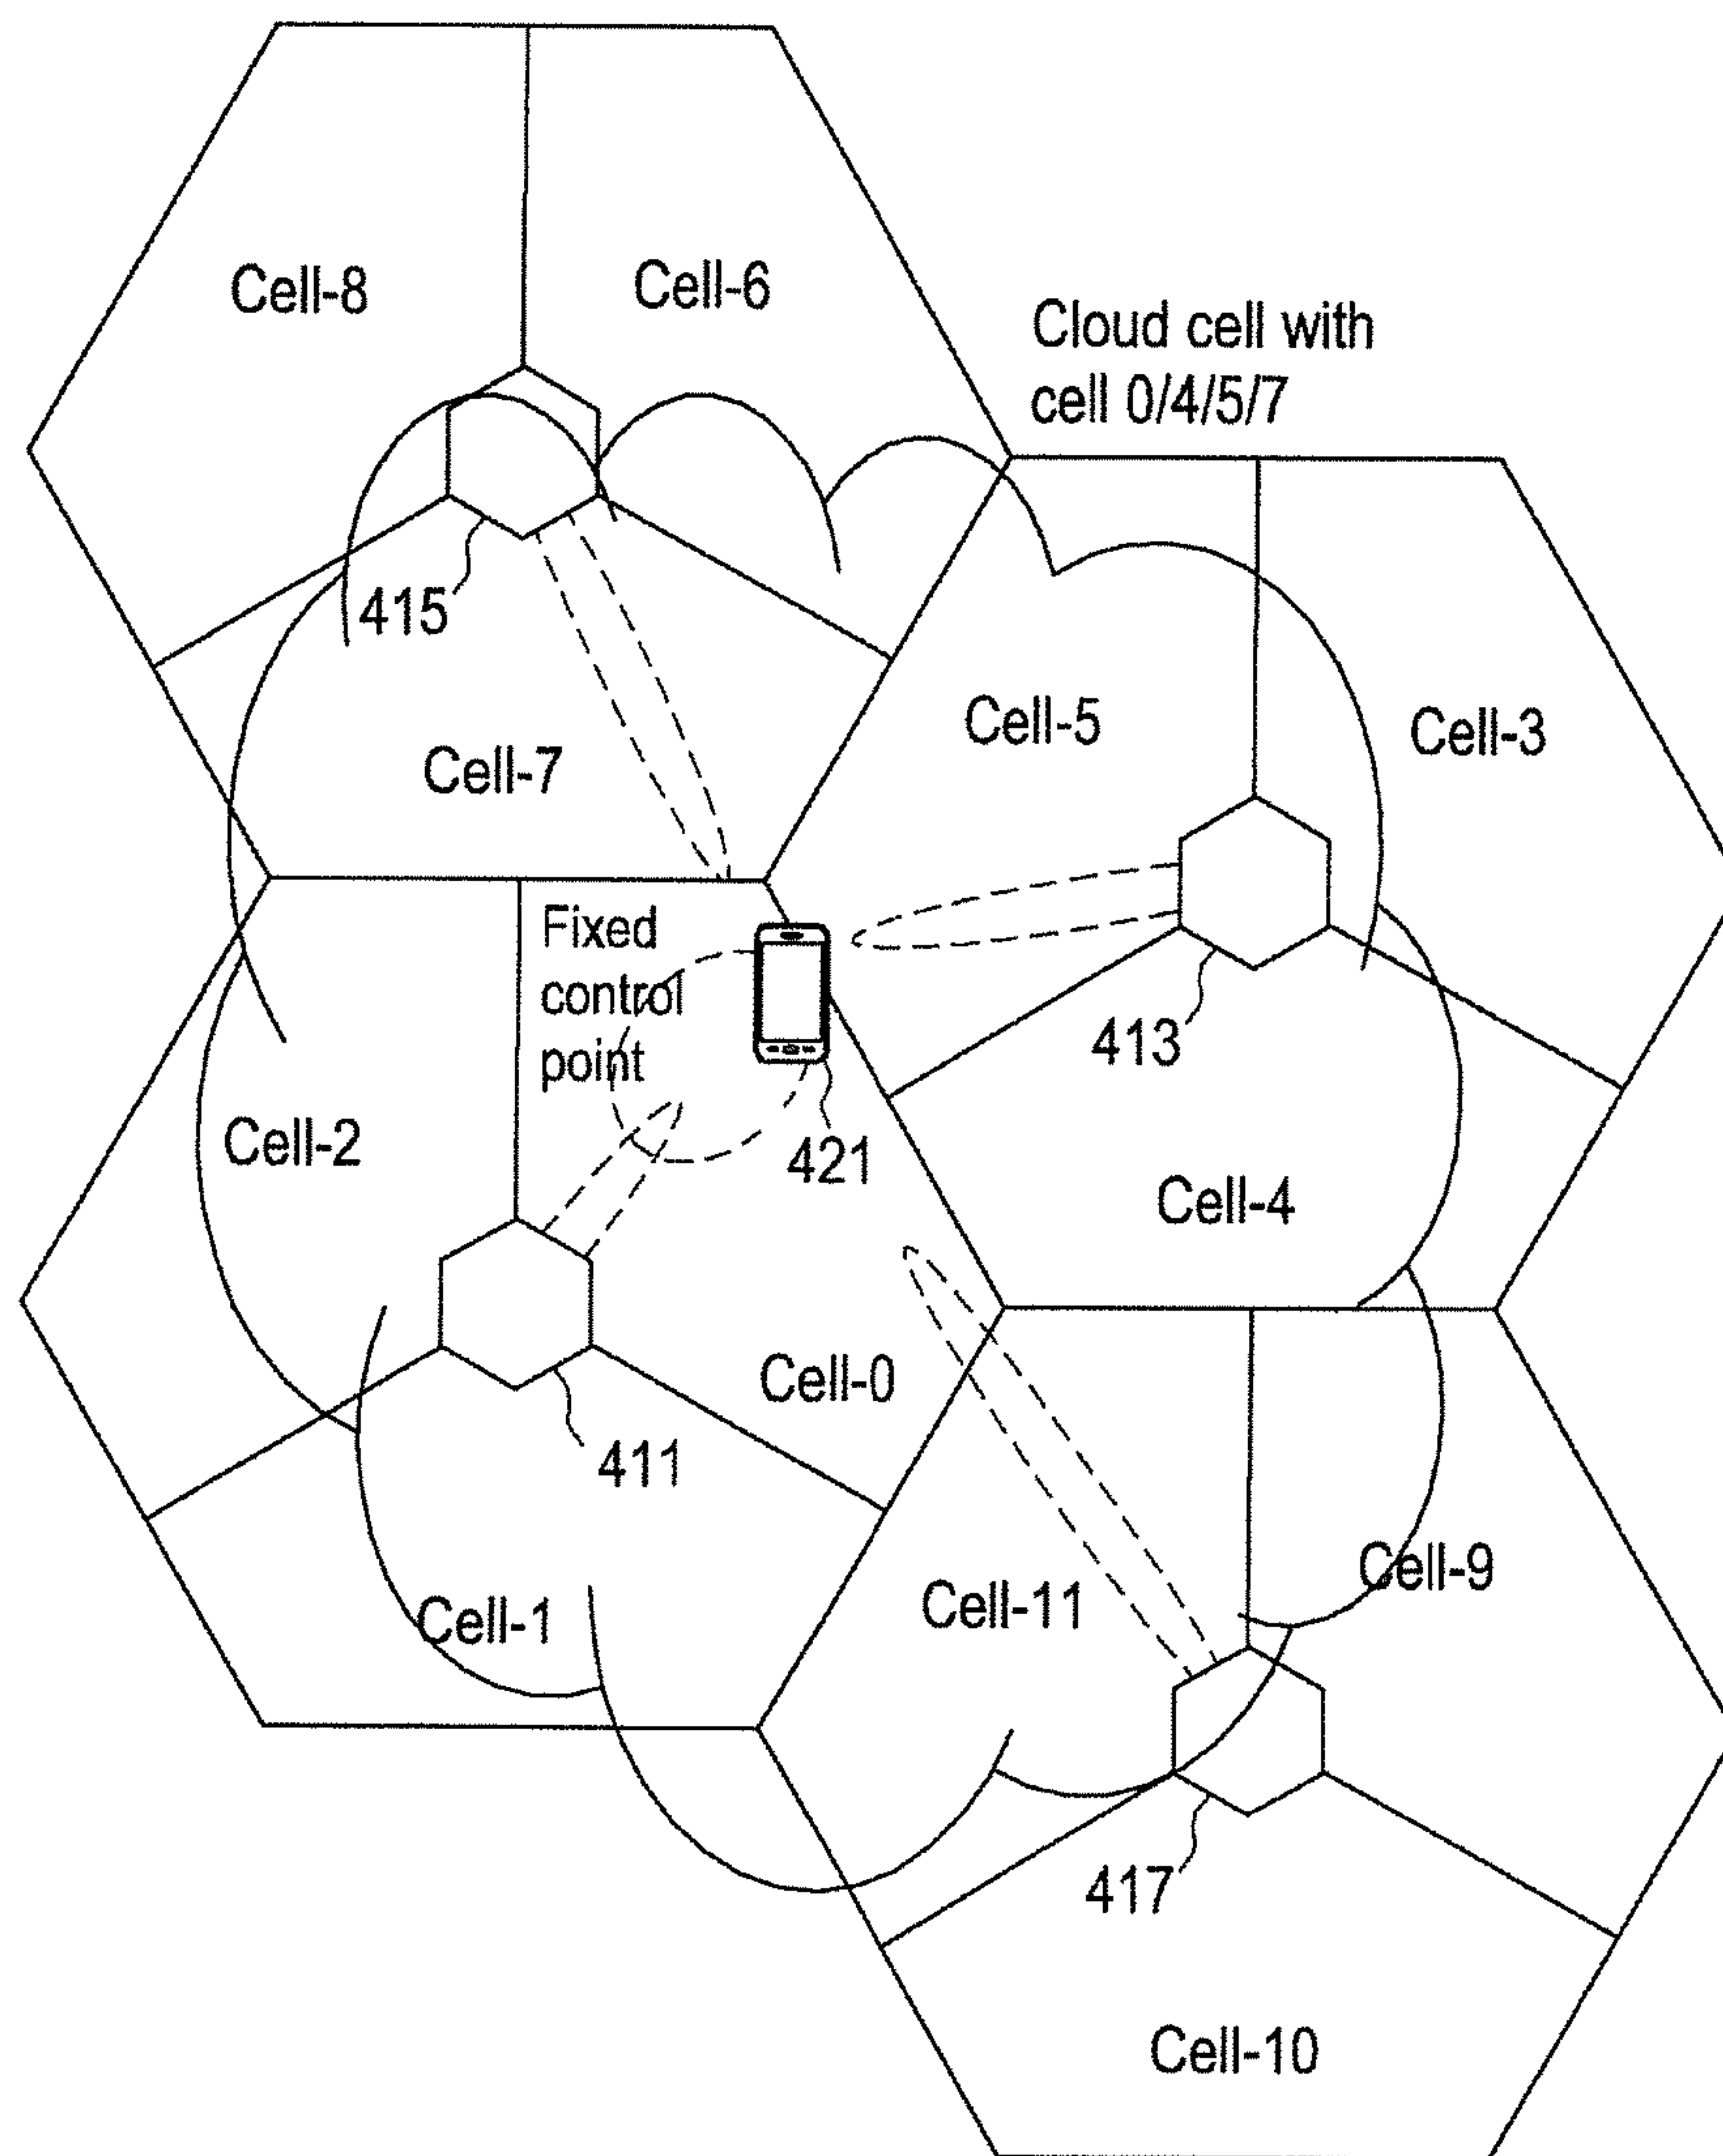 Cell-8
Cell-6
Cloud cell with
cell 0/4/5/7
415
Cell-5
Cell-3
Cell-7
Fixed
control
point
413
Cell-2
421
Cell-4
Cell-0
411
Cell-9
Cell-11
Cell-1
417
Cell-10